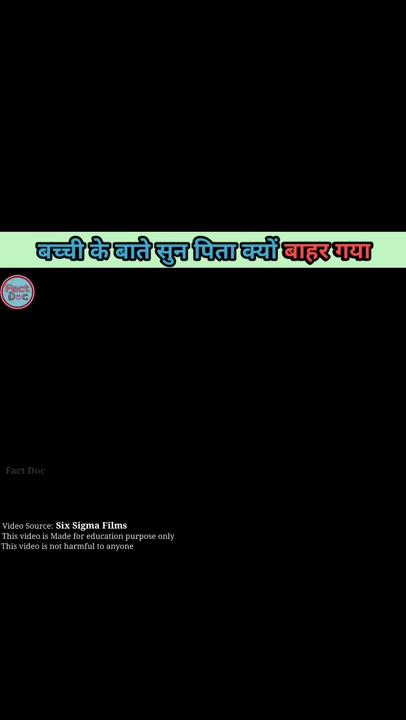 बच्ची के बाते सुन पिता क्यों बाहर गया
Fact
Doc
Fact Doc
Video Source: Six Sigma Films
This video is Made for education purpose only
This video is not harmful to anyone